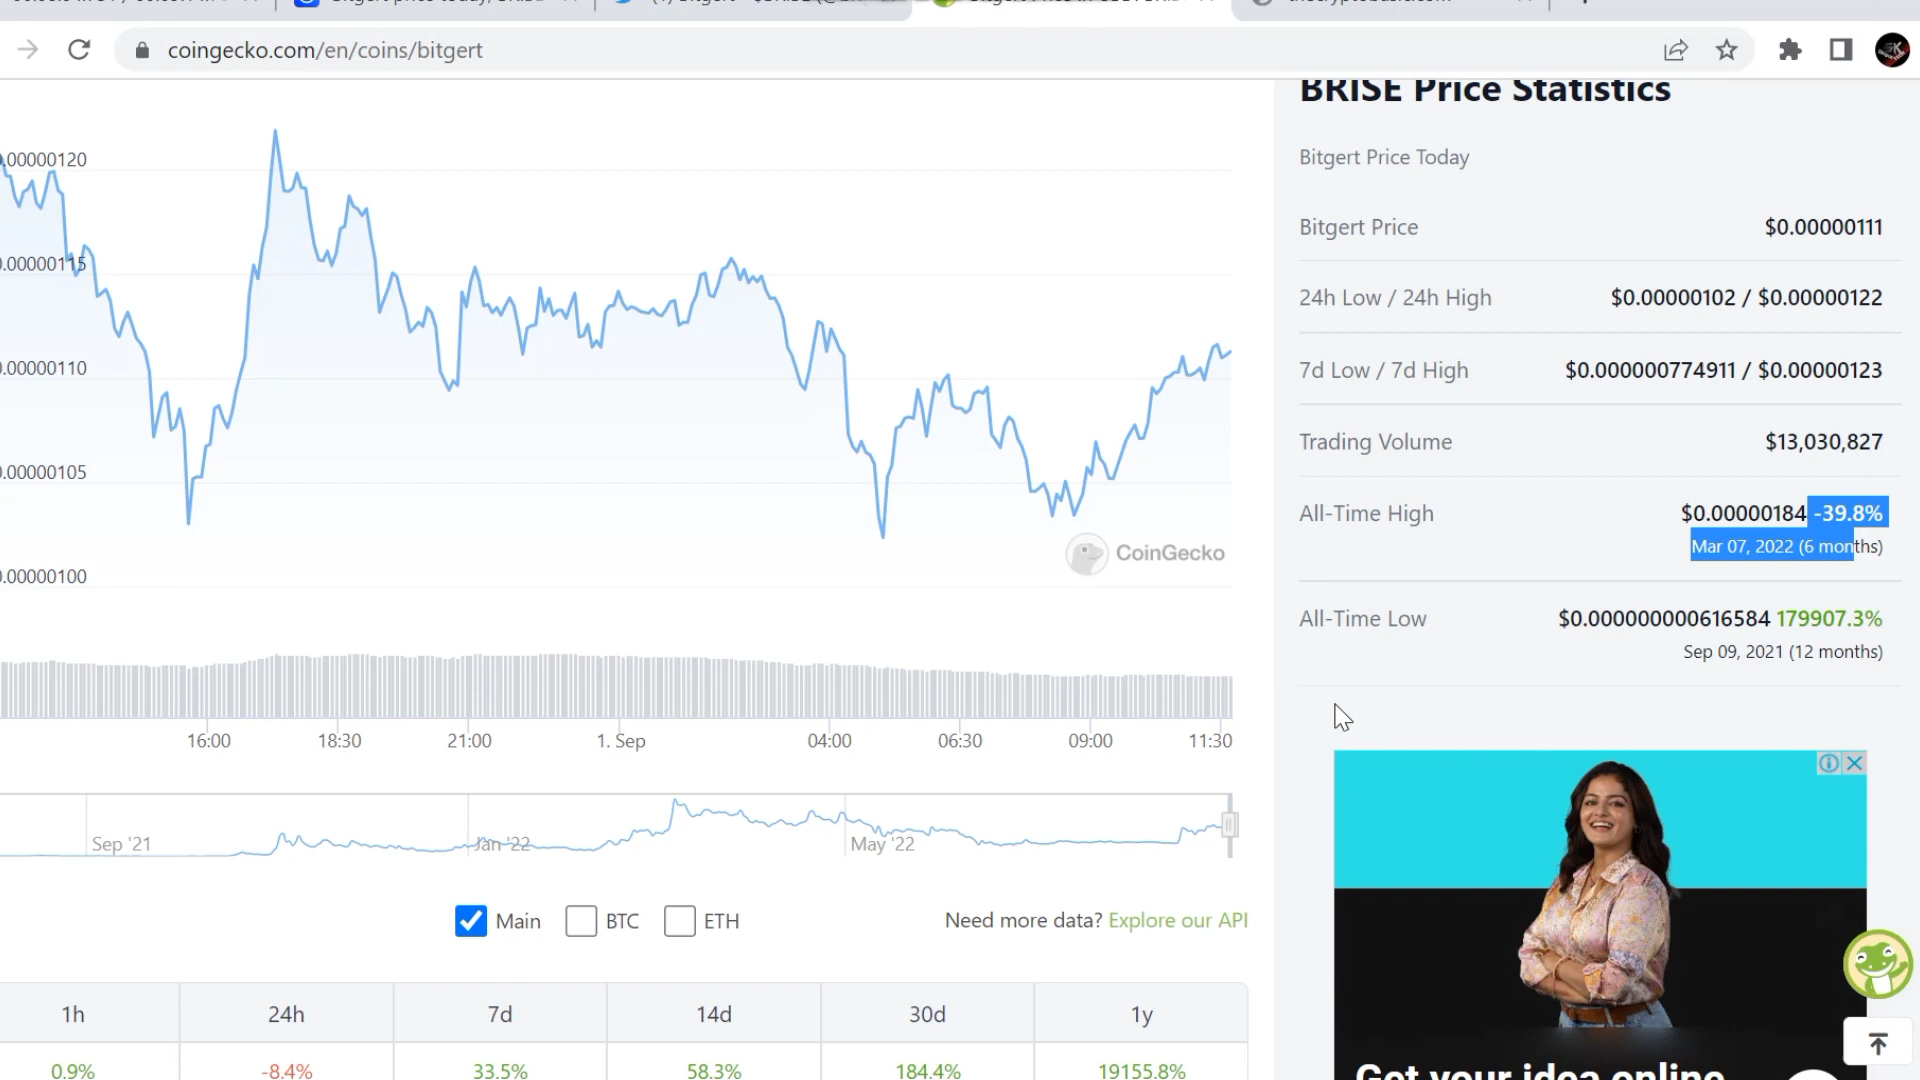 coingecko.com/en/coins/bitgert
BRISE Price Statistics
Bitgert Price Today
Bitgert Price $0.00000111
24h Low / 24h High $0.00000102 / $0.00000122
7d Low / 7d High $0.000000774911 / $0.00000123
Trading Volume $13,030,827
All-Time High $0.00000184 -39.8%
Mar 07, 2022 (6 months)
All-Time Low $0.000000000616584 179907.3%
Sep 09, 2021 (12 months)
0.00000120
0.00000115
0.00000110
0.00000105
0.00000100
CoinGecko
16:00 18:30 21:00 1. Sep 04:00 06:30 09:00 11:30
Sep '21 Jan '22 May '22
Main BTC ETH
Need more data? Explore our API
1h 24h 7d 14d 30d 1y
0.9% -8.4% 33.5% 58.3% 184.4% 19155.8%
Get your idea online